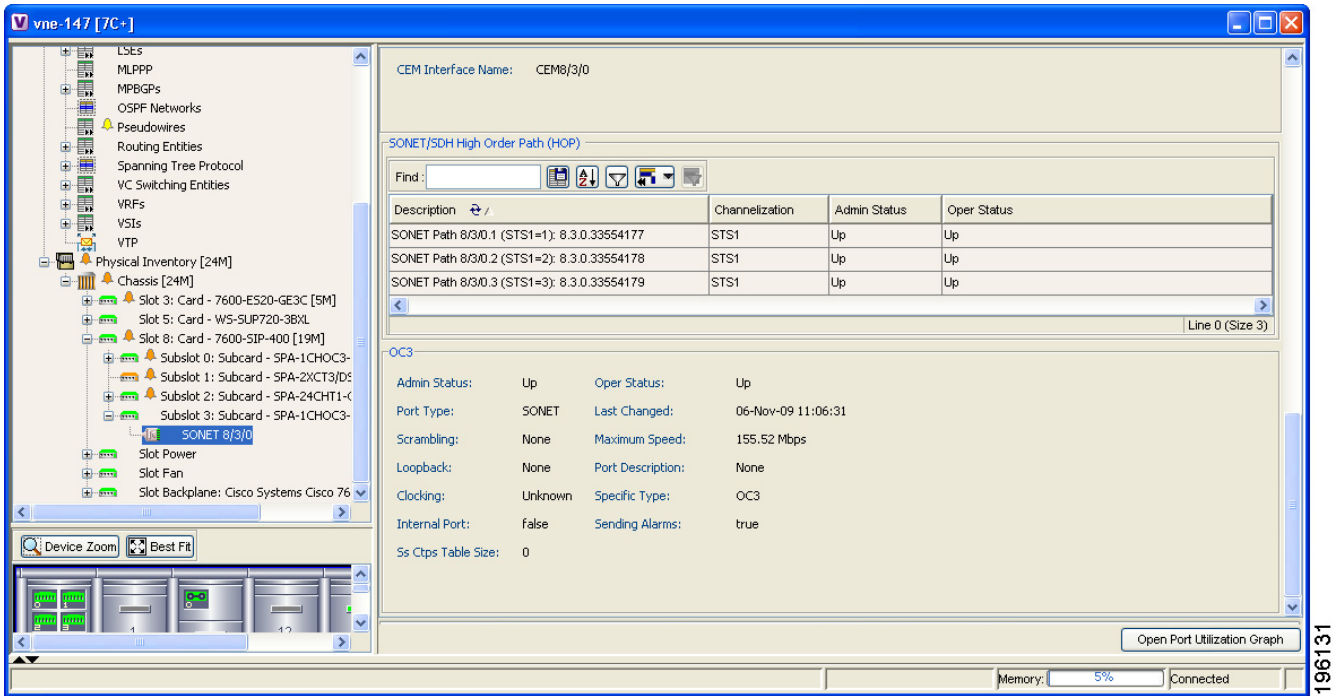 vne-147 [7C+]
LSEs
MLPPP
MPBGPs
OSPF Networks
Pseudowires
Routing Entities
Spanning Tree Protocol
VC Switching Entities
VRFs
VSIs
VTP
Physical Inventory [24M]
Chassis [24M]
Slot 3: Card - 7600-ES20-GE3C [5M]
Slot 5: Card - WS-SUP720-3BXL
Slot 8: Card - 7600-SIP-400 [19M]
Subslot 0: Subcard - SPA-1CHOC3-
Subslot 1: Subcard - SPA-2XCT3/DS
Subslot 2: Subcard - SPA-24CHT1-C
Subslot 3: Subcard - SPA-1CHOC3-
SONET 8/3/0
Slot Power
Slot Fan
Slot Backplane: Cisco Systems Cisco 76
Device Zoom Best Fit
0 1
2 3
0
1
12
CEM Interface Name: CEM8/3/0
SONET/SDH High Order Path (HOP)
Find :
Description Channelization Admin Status Oper Status
SONET Path 8/3/0.1 (STS1=1): 8.3.0.33554177 STS1 Up Up
SONET Path 8/3/0.2 (STS1=2): 8.3.0.33554178 STS1 Up Up
SONET Path 8/3/0.3 (STS1=3): 8.3.0.33554179 STS1 Up Up
Line 0 (Size 3)
OC3
Admin Status: Up Oper Status: Up
Port Type: SONET Last Changed: 06-Nov-09 11:06:31
Scrambling: None Maximum Speed: 155.52 Mbps
Loopback: None Port Description: None
Clocking: Unknown Specific Type: OC3
Internal Port: false Sending Alarms: true
Ss Ctps Table Size: 0
Open Port Utilization Graph
Memory: 5% Connected
196131